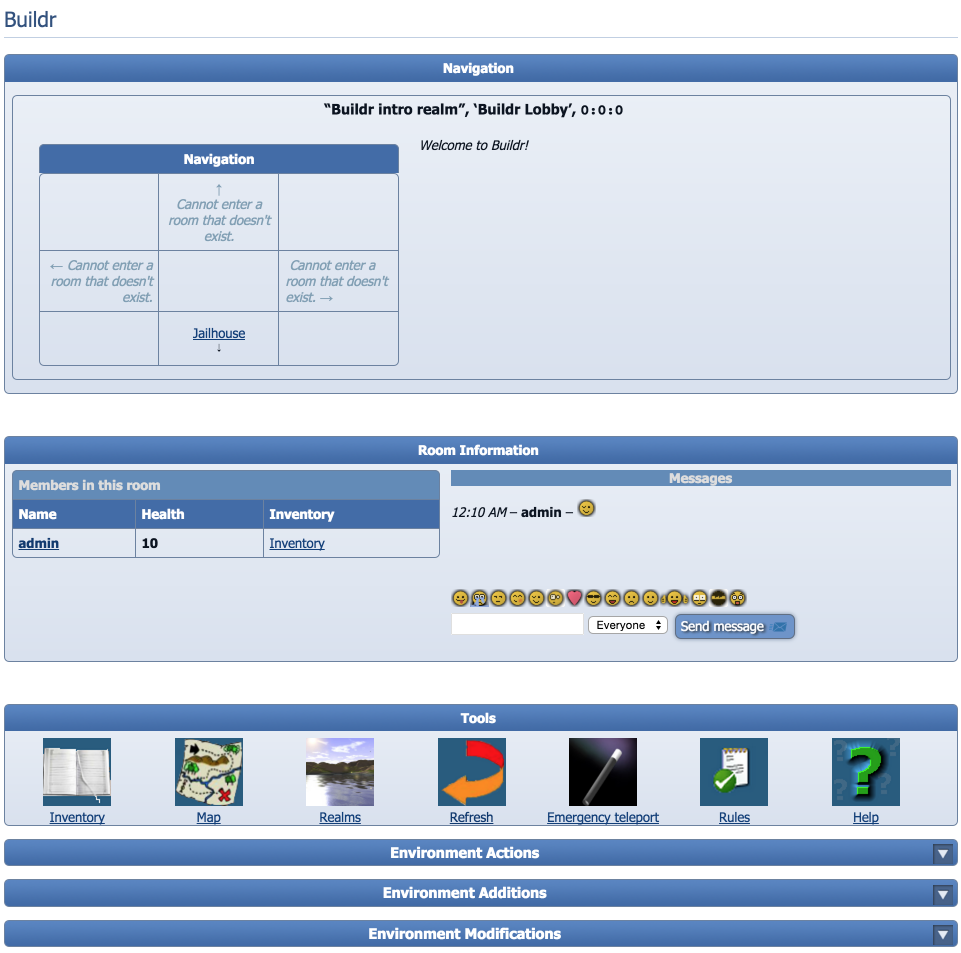 Buildr
Navigation
“Buildr intro realm”, ‘Buildr Lobby’, 0:0:0
Welcome to Buildr!
Navigation
↑
Cannot enter a
room that doesn't
exist.
← Cannot enter a
room that doesn't
exist.
Cannot enter a
room that doesn't
exist. →
Jailhouse
↓
Room Information
Members in this room
Name Health Inventory
admin 10 Inventory
Messages
12:10 AM – admin –
Everyone
Send message
Tools
Inventory
Map
Realms
Refresh
Emergency teleport
Rules
Help
Environment Actions
Environment Additions
Environment Modifications